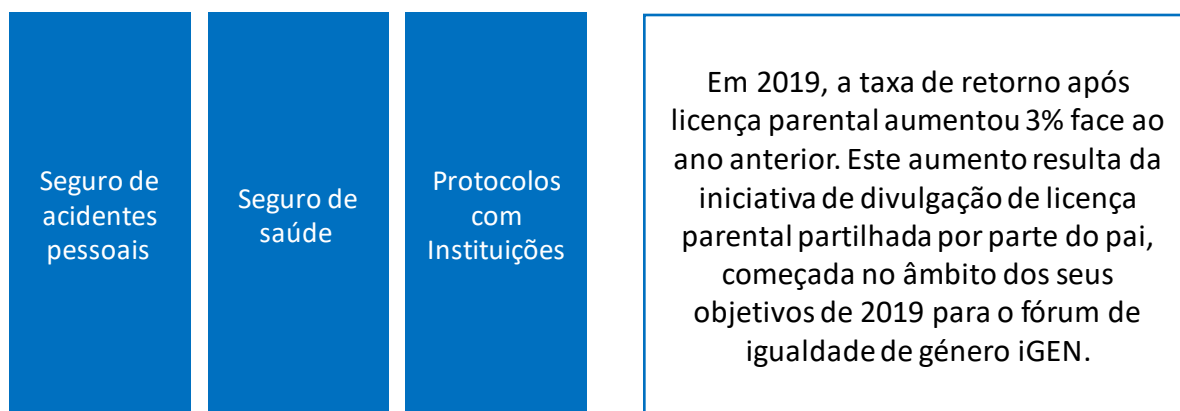 Seguro de
acidentes
pessoais
Seguro de
saúde
Protocolos
com
Instituições
Em 2019, a taxa de retorno após
licença parental aumentou 3% face ao
ano anterior. Este aumento resulta da
iniciativa de divulgação de licença
parental partilhada por parte do pai,
começada no âmbito dos seus
objetivos de 2019 para o fórum de
igualdade de género iGEN.